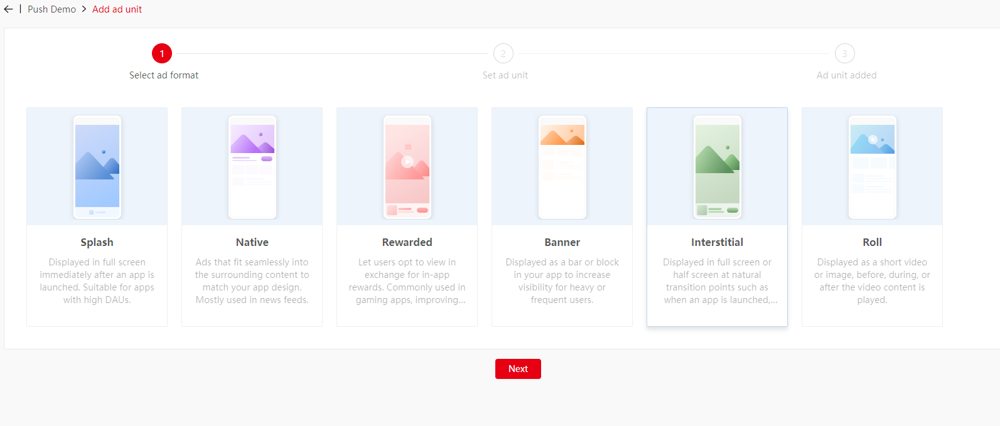 Push Demo > Add ad unit
1
2
3
Select ad format
Set ad unit
Ad unit added
Splash
Displayed in full screen
immediately after an app is
launched. Suitable for apps
with high DAUs.
Native
Ads that fit seamlessly into
the surrounding content to
match your app design.
Mostly used in news feeds.
Rewarded
Let users opt to view in
exchange for in-app
rewards. Commonly used in
gaming apps, improving...
Banner
Displayed as a bar or block
in your app to increase
visibility for heavy or
frequent users.
Interstitial
Displayed in full screen or
half screen at natural
transition points such as
when an app is launched,...
Roll
Displayed as a short video
or image, before, during, or
after the video content is
played.
Next